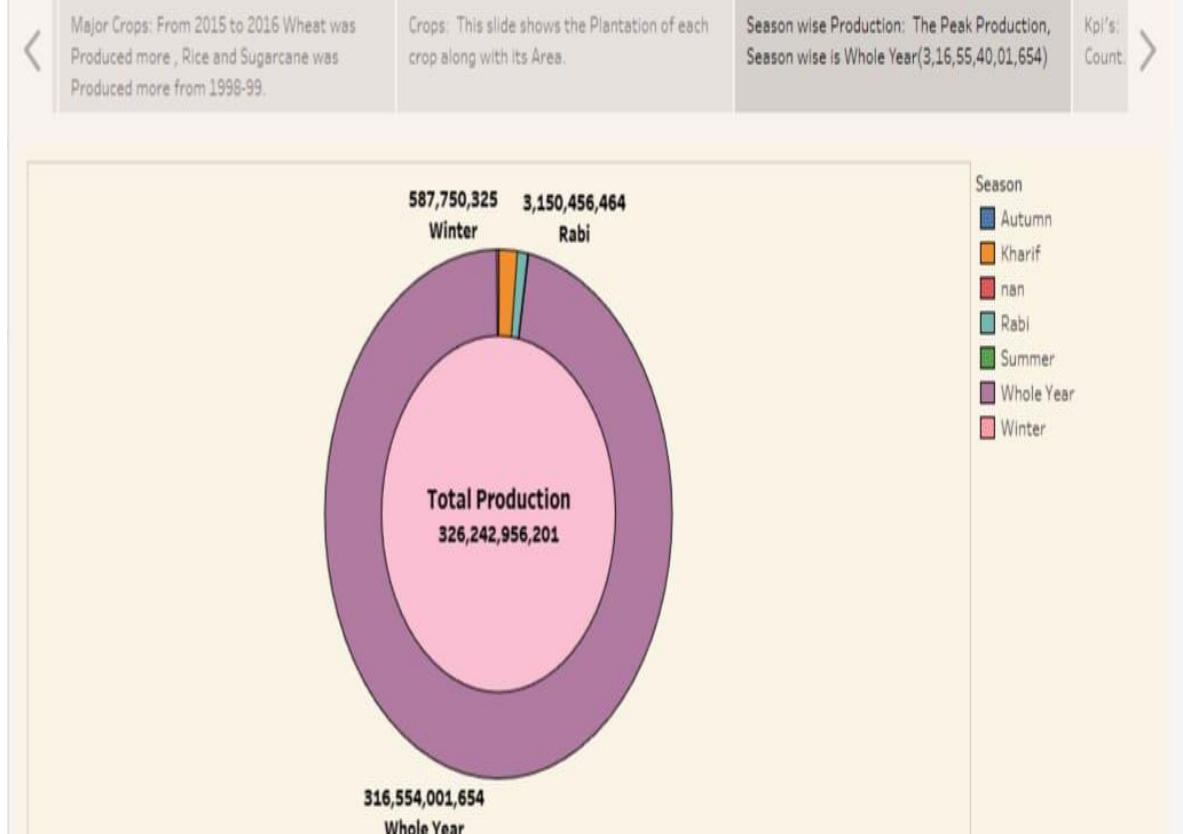 Major Crops: From 2015 to 2016 Wheat was
Produced more , Rice and Sugarcane was
Produced more from 1998-99.
Crops: This slide shows the Plantation of each
crop along with its Area.
Season wise Production: The Peak Production,
Season wise is Whole Year(3,16,55,40,01,654)
Kpi's:
Count
587,750,325
Winter
3,150,456,464
Rabi
Total Production
326,242,956,201
316,554,001,654
Whole Year
Season
Autumn
Kharif
nan
Rabi
Summer
Whole Year
Winter